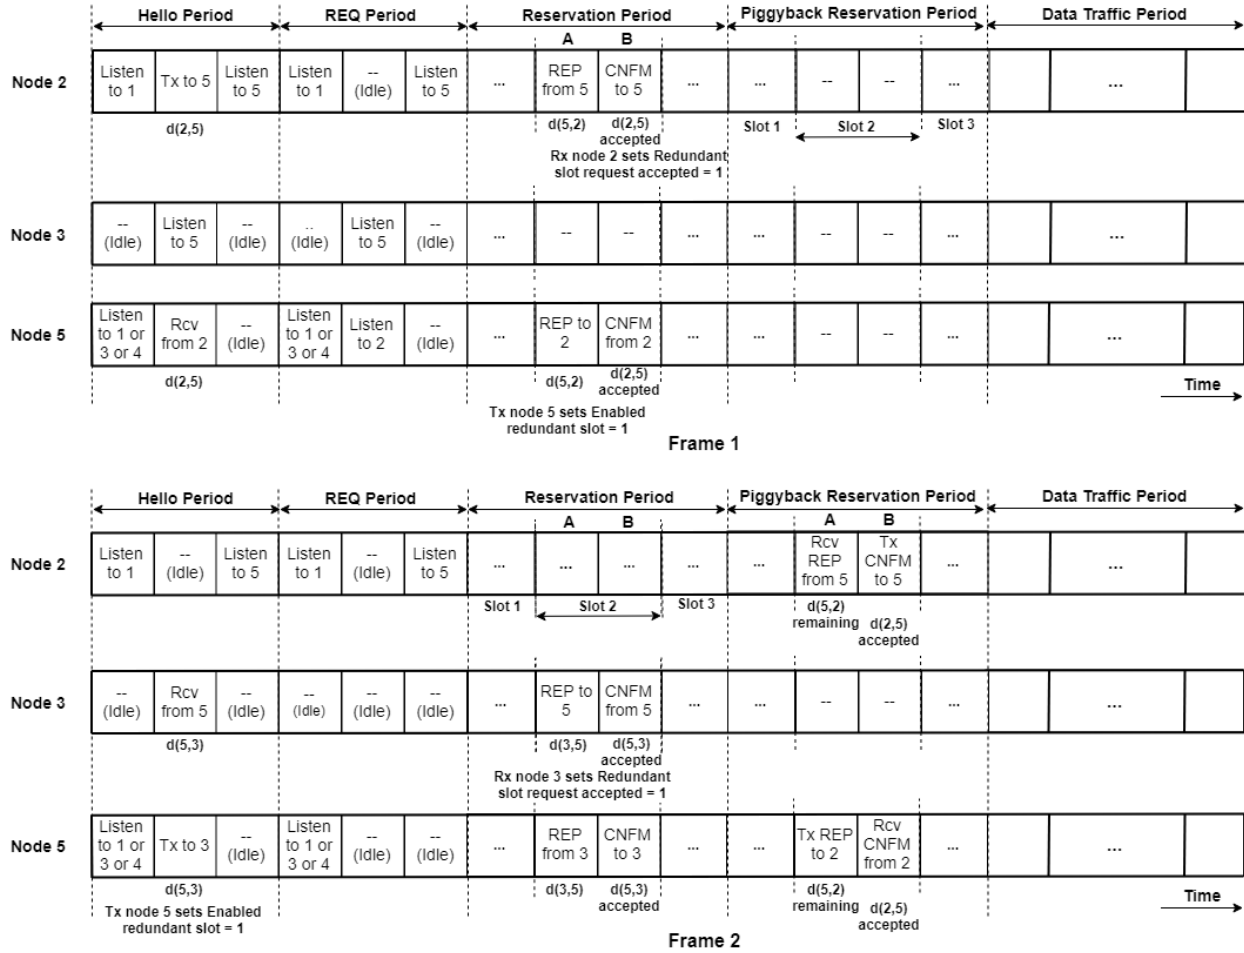 Hello Period REQ Period Reservation Period Piggyback Reservation Period Data Traffic Period
A B
Node 2
Listen to 1
Tx to 5
Listen to 5
Listen to 1
-- (Idle)
Listen to 5
...
REP from 5
CNFM to 5
...
...
--
--
...
...
d(2,5)
d(5,2)
d(2,5) accepted
Slot 1
Slot 2
Slot 3
Rx node 2 sets Redundant
slot request accepted = 1
Node 3
-- (Idle)
Listen to 5
-- (Idle)
.. (Idle)
Listen to 5
-- (Idle)
...
--
--
...
...
--
--
...
...
Node 5
Listen to 1 or 3 or 4
Rcv from 2
-- (Idle)
Listen to 1 or 3 or 4
Listen to 2
-- (Idle)
...
REP to 2
CNFM from 2
...
...
--
--
...
...
d(2,5)
d(5,2)
d(2,5) accepted
Time
Tx node 5 sets Enabled
redundant slot = 1
Frame 1
Hello Period REQ Period Reservation Period Piggyback Reservation Period Data Traffic Period
A B A B
Node 2
Listen to 1
-- (Idle)
Listen to 5
Listen to 1
-- (Idle)
Listen to 5
...
...
...
...
...
Rcv REP from 5
Tx CNFM to 5
...
...
Slot 1
Slot 2
Slot 3
d(5,2) remaining
d(2,5) accepted
Node 3
-- (Idle)
Rcv from 5
-- (Idle)
-- (Idle)
-- (Idle)
-- (Idle)
...
REP to 5
CNFM from 5
...
...
--
--
...
...
d(5,3)
d(3,5)
d(5,3) accepted
Rx node 3 sets Redundant
slot request accepted = 1
Node 5
Listen to 1 or 3 or 4
Tx to 3
-- (Idle)
Listen to 1 or 3 or 4
-- (Idle)
-- (Idle)
...
REP from 3
CNFM to 3
...
...
Tx REP to 2
Rcv CNFM from 2
...
...
d(5,3)
d(3,5)
d(5,3) accepted
d(5,2) remaining
d(2,5) accepted
Time
Tx node 5 sets Enabled
redundant slot = 1
Frame 2